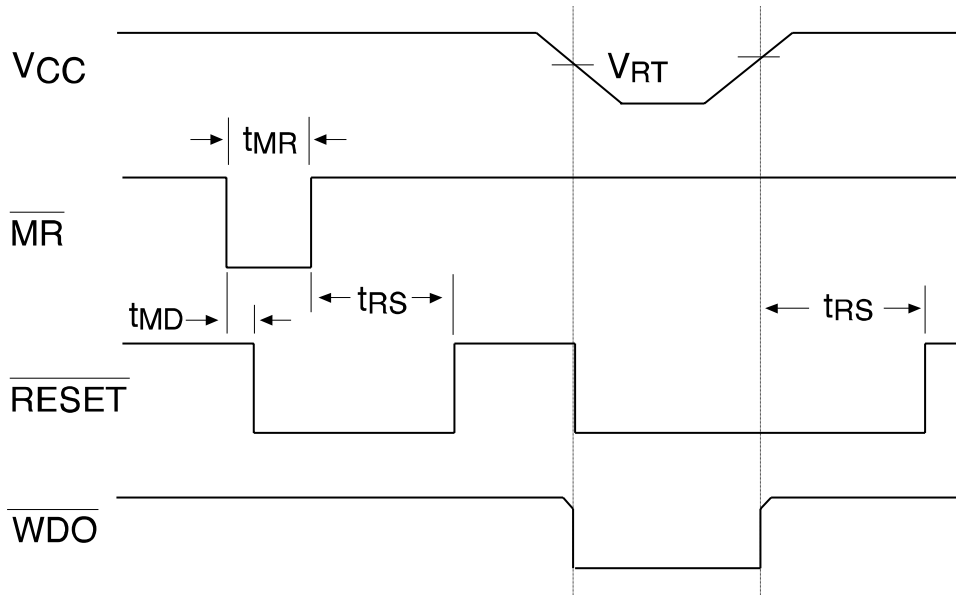 VCC
VRT
tMR
MR
tMD
tRS
tRS
RESET
WDO